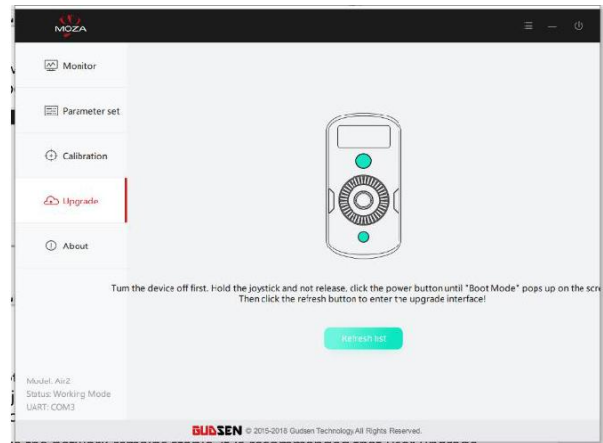 MOZA
Monitor
Parameter set
Calibration
Upgrade
About
Turn the device off first. Hold the joystick and not release, click the power button until "Boot Mode" pops up on the scre
Then click the refresh button to enter the upgrade interface!
Refresh list
Model: Air2
Status: Working Mode
UART: COM3
GUDSEN © 2015-2018 Gudsen Technology,All Rights Reserved.